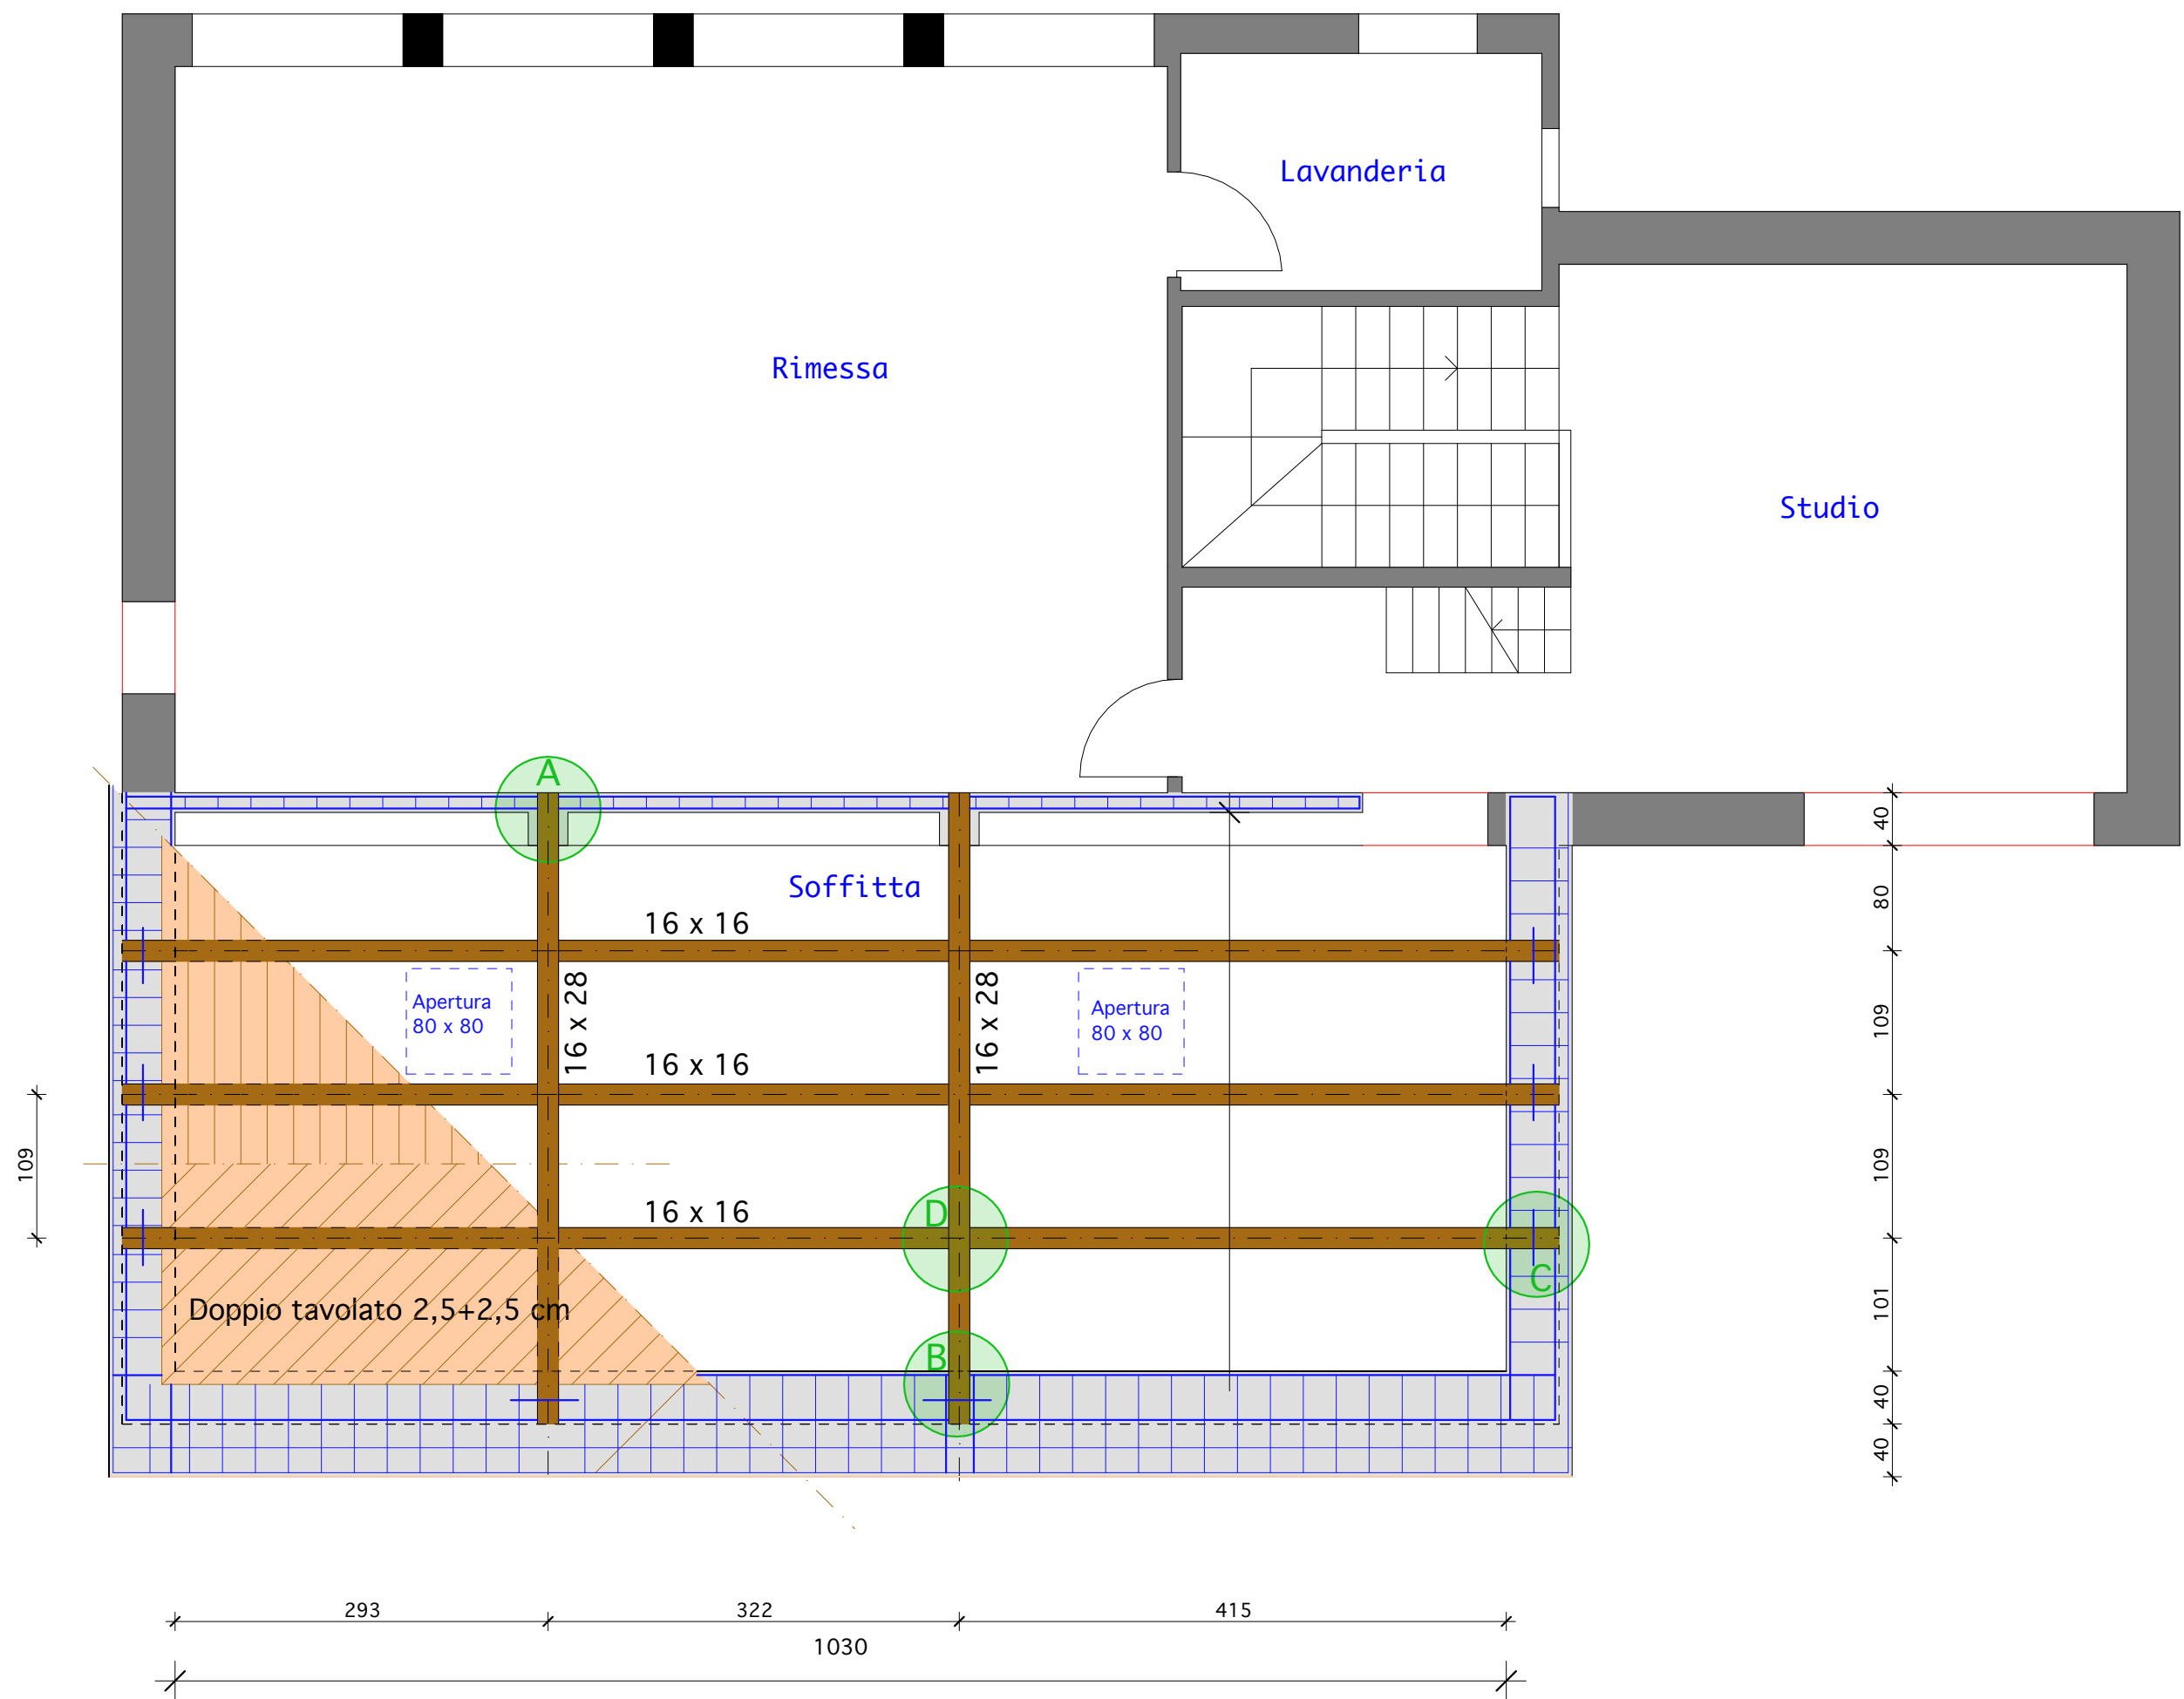 Lavanderia
Rimessa
Studio
A
40
Soffitta
80
16 x 16
16 x 28
16 x 28
Apertura
80 x 80
Apertura
80 x 80
109
16 x 16
109
109
16 x 16
D
C
Doppio tavolato 2,5+2,5 cm
101
B
40
40
293
322
415
1030